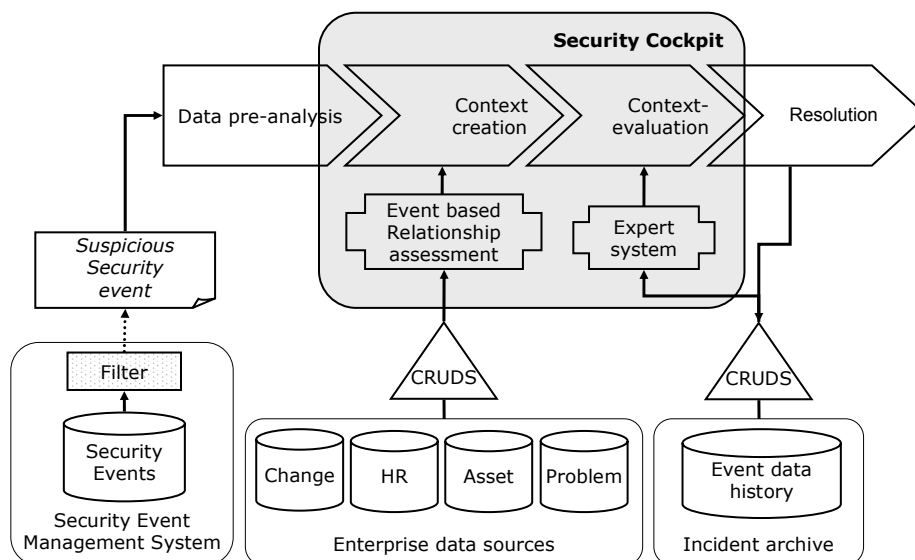 Security Cockpit
Data pre-analysis
Context
creation
Context-
evaluation
Resolution
Event based
Relationship
assessment
Expert
system
Suspicious
Security
event
Filter
Security
Events
Security Event
Management System
CRUDS
Change
HR
Asset
Problem
Enterprise data sources
CRUDS
Event data
history
Incident archive